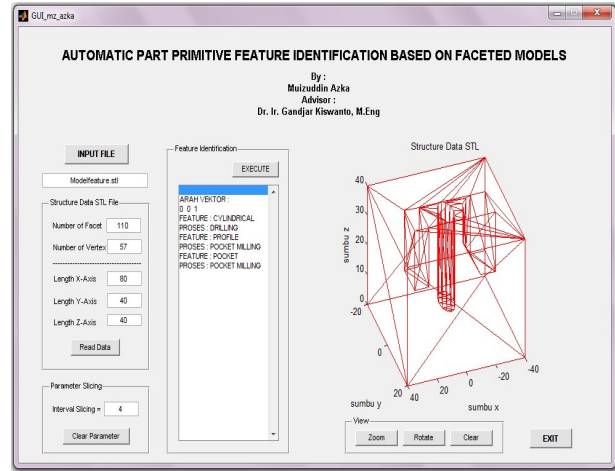 GUI_mz_azka
AUTOMATIC PART PRIMITIVE FEATURE IDENTIFICATION BASED ON FACETED MODELS
By :
Muizuddin Azka
Advisor :
Dr. Ir. Gandjar Kiswanto, M.Eng
INPUT FILE
Modelfeature.stl
Structure Data STL File
Number of Facet 110
Number of Vertex 57
Length X-Axis 80
Length Y-Axis 40
Length Z-Axis 40
Read Data
Parameter Slicing
Interval Slicing = 4
Clear Parameter
Feature Identification
EXECUTE
ARAH VEKTOR :
0 0 1
FEATURE : CYLINDRICAL
PROSES : DRILLING
FEATURE : PROFILE
PROSES : POCKET MILLING
FEATURE : POCKET
PROSES : POCKET MILLING
Structure Data STL
sumbu z
40
30
20
10
0
-20
0
20
sumbu y
40
20
0
-20
-40
sumbu x
View
Zoom
Rotate
Clear
EXIT